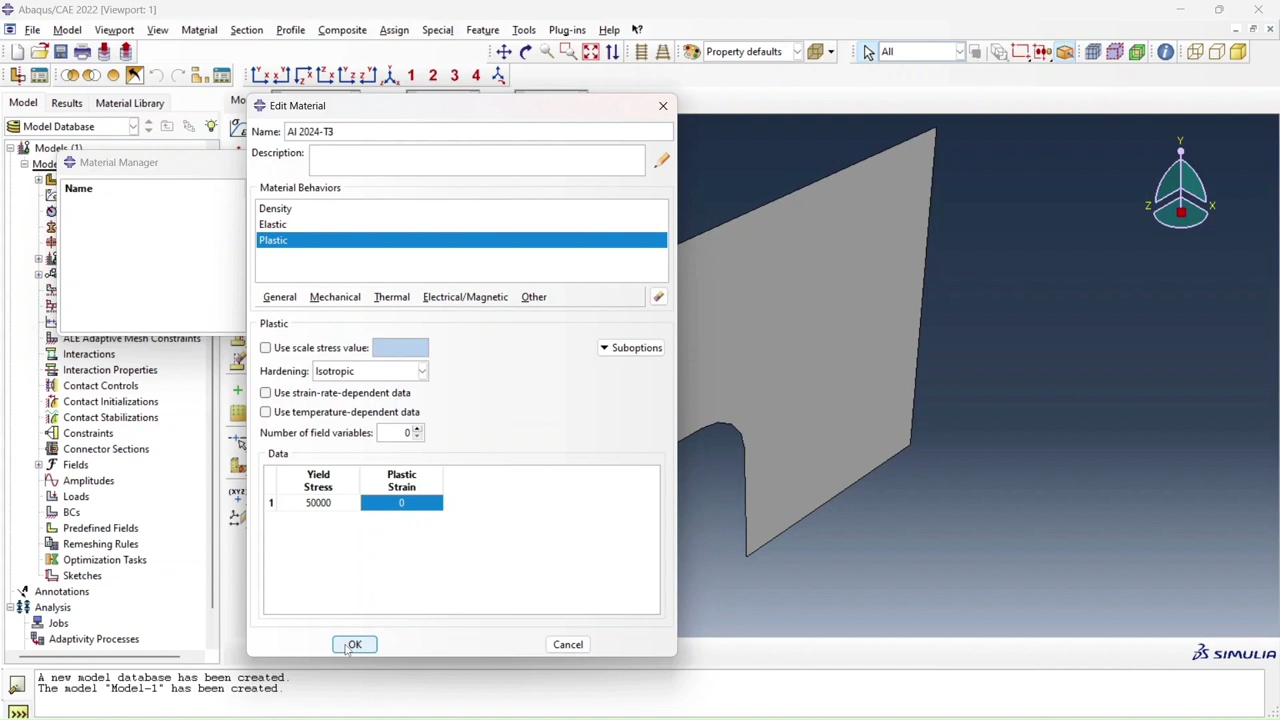 Abaqus/CAE 2022 [Viewport: 1]
File Model Viewport View Material Section Profile Composite Assign Special Feature Tools Plug-ins Help
Property defaults All
1 2 3 4
Model Results Material Library
Model Database
Models (1)
Mode
Material Manager
Name
ALE Adaptive Mesh Constraints
Interactions
Interaction Properties
Contact Controls
Contact Initializations
Contact Stabilizations
Constraints
Connector Sections
Fields
Amplitudes
Loads
BCs
Predefined Fields
Remeshing Rules
Optimization Tasks
Sketches
Annotations
Analysis
Jobs
Adaptivity Processes
Mo
Edit Material
Name: Al 2024-T3
Description:
Material Behaviors
Density
Elastic
Plastic
General Mechanical Thermal Electrical/Magnetic Other
Plastic
Use scale stress value:
Suboptions
Hardening: Isotropic
Use strain-rate-dependent data
Use temperature-dependent data
Number of field variables: 0
Data
Yield Stress Plastic Strain
1 50000 0
OK Cancel
Y
Z X
SIMULIA
A new model database has been created.
The model "Model-1" has been created.
>>>